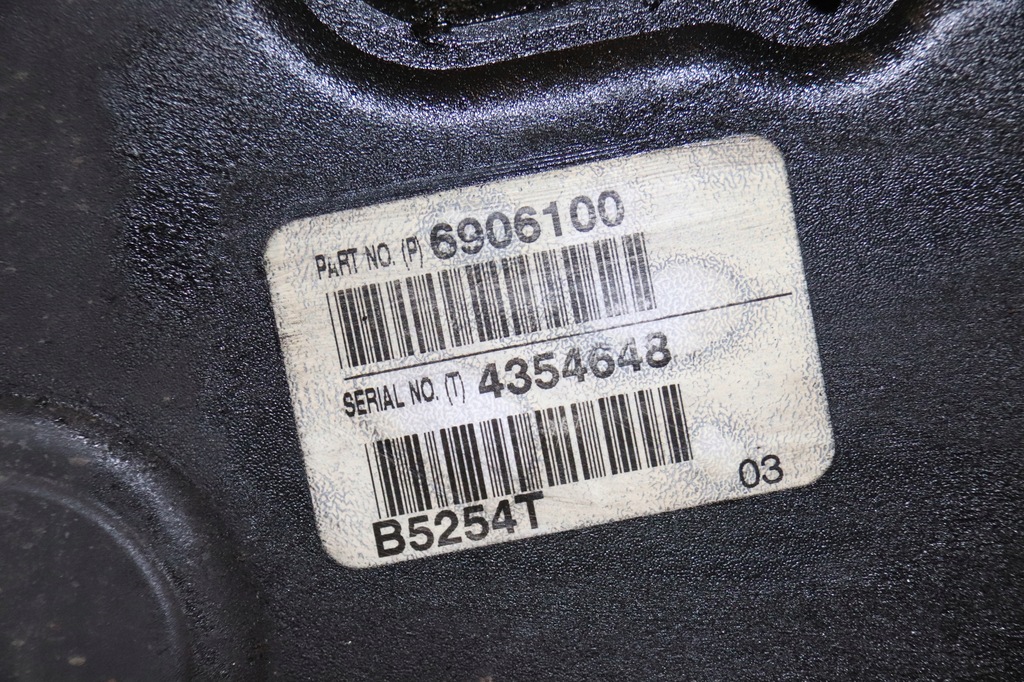 PART NO. (P) 6906100
SERIAL NO. (T) 4354648
B5254T
03